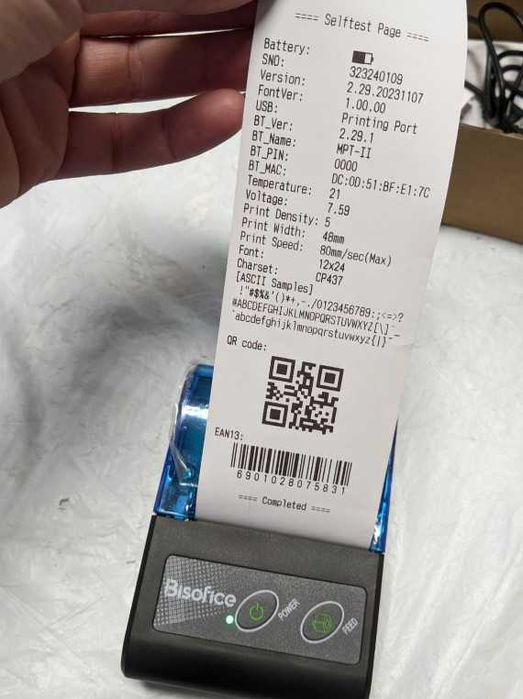 ==== Selftest Page ====
Battery:
SNO: 323240109
Version: 2.29.20231107
FontVer: 1.00.00
USB: Printing Port
BT_Ver: 2.29.1
BT_Name: MPT-II
BT_PIN: 0000
BT_MAC: DC:0D:51:BF:E1:7C
Temperature: 21
Voltage: 7.59
Print Density: 5
Print Width: 48mm
Print Speed: 80mm/sec(Max)
Font: 12x24
Charset: CP437
[ASCII Samples]
!"#$%&'()*+,-./0123456789:;<=>?
@ABCDEFGHIJKLMNOPQRSTUVWXYZ[\]^_
`abcdefghijklmnopqrstuvwxyz{|}~
QR code:
EAN13:
6901028075831
==== Completed ====
Bisofice
POWER
FEED